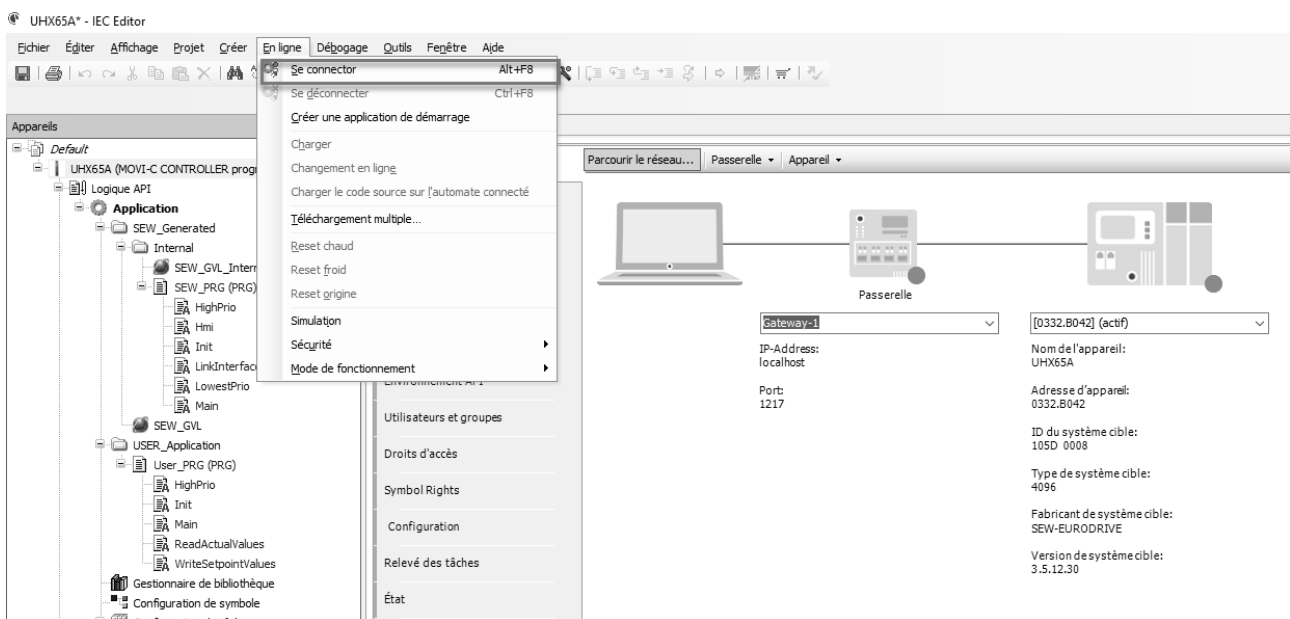 UHX65A* - IEC Editor
Fichier Éditer Affichage Projet Créer En ligne Débogage Outils Fenêtre Aide
Se connector Alt+F8
Se déconnecter Ctrl+F8
Créer une application de démarrage
Charger
Changement en ligne
Charger le code source sur l'automate connecté
Téléchargement multiple...
Reset chaud
Reset froid
Reset origine
Simulation
Sécurité
Mode de fonctionnement
Appareils
Default
UHX65A (MOVI-C CONTROLLER prog
Logique API
Application
SEW_Generated
Internal
SEW_GVL_Intern
SEW_PRG (PRG)
HighPrio
Hmi
Init
LinkInterfac
LowestPrio
Main
SEW_GVL
USER_Application
User_PRG (PRG)
HighPrio
Init
Main
ReadActualValues
WriteSetpointValues
Gestionnaire de bibliothèque
Configuration de symbole
Environnement API
Utilisateurs et groupes
Droits d'accès
Symbol Rights
Configuration
Relevé des tâches
État
Parcourir le réseau... Passerelle Appareil
Passerelle
Gateway-1
IP-Address:
localhost
Port:
1217
[0332.B042] (actif)
Nom de l'appareil:
UHX65A
Adresse d'appareil:
0332.B042
ID du système cible:
105D 0008
Type de système cible:
4096
Fabricant de système cible:
SEW-EURODRIVE
Version de système cible:
3.5.12.30